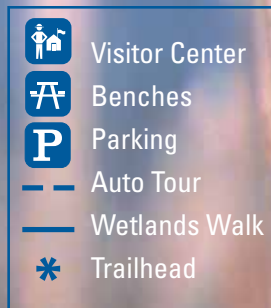 Visitor Center
Benches
P Parking
Auto Tour
Wetlands Walk
* Trailhead